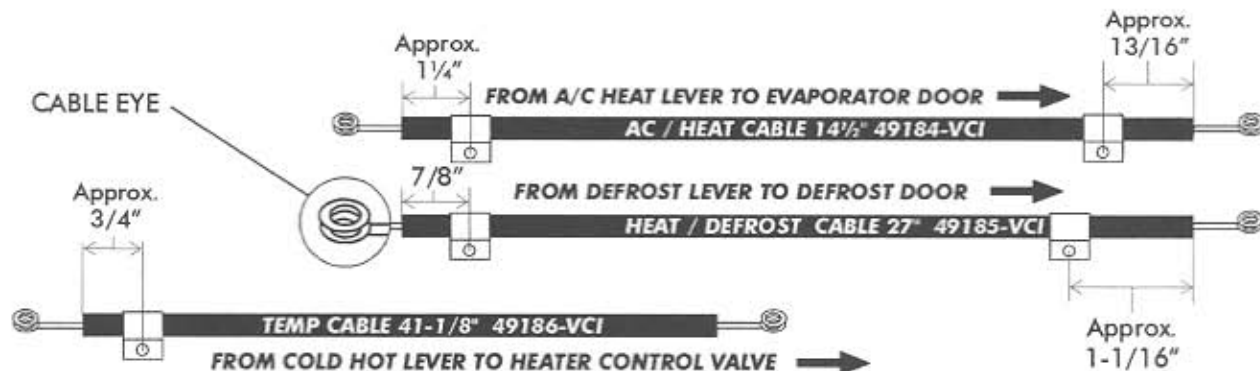 Approx.
1¼"
Approx.
13/16"
CABLE EYE
FROM A/C HEAT LEVER TO EVAPORATOR DOOR
AC / HEAT CABLE 14½" 49184-VCI
Approx.
3/4"
7/8"
FROM DEFROST LEVER TO DEFROST DOOR
HEAT / DEFROST CABLE 27" 49185-VCI
TEMP CABLE 41-1/8" 49186-VCI
FROM COLD HOT LEVER TO HEATER CONTROL VALVE
Approx.
1-1/16"